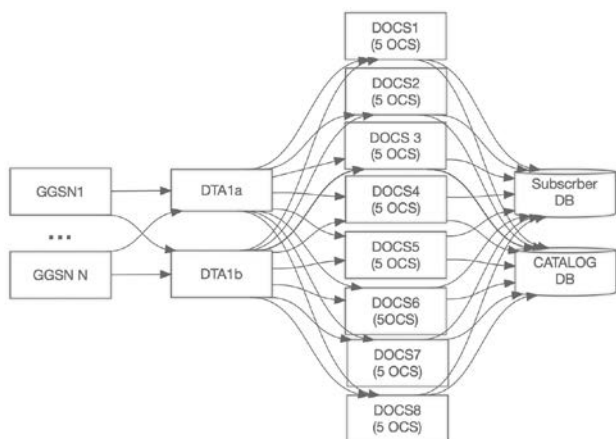 DOCS1
(5 OCS)
DOCS2
(5 OCS)
DOCS 3
(5 OCS)
GGSN1
DTA1a
DOCS4
(5 OCS)
Subscrber
DB
...
DOCS5
(5 OCS)
GGSN N
DTA1b
CATALOG
DB
DOCS6
(5OCS)
DOCS7
(5 OCS)
DOCS8
(5 OCS)